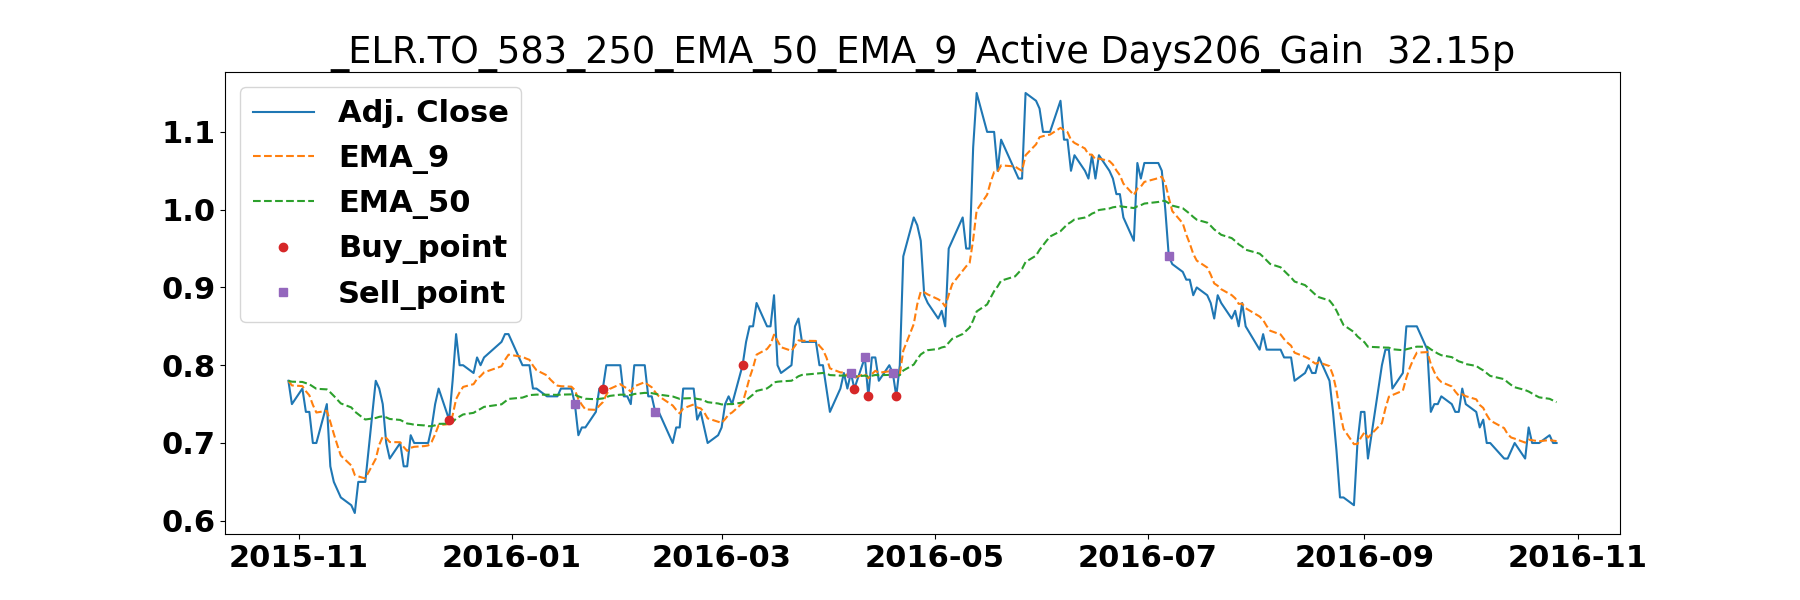 _ELR.TO_583_250_EMA_50_EMA_9_Active Days206_Gain  32.15p
Adj. Close
EMA_9
EMA_50
Buy_point
Sell_point
1.1
1.0
0.9
0.8
0.7
0.6
2015-11 2016-01 2016-03 2016-05 2016-07 2016-09 2016-11